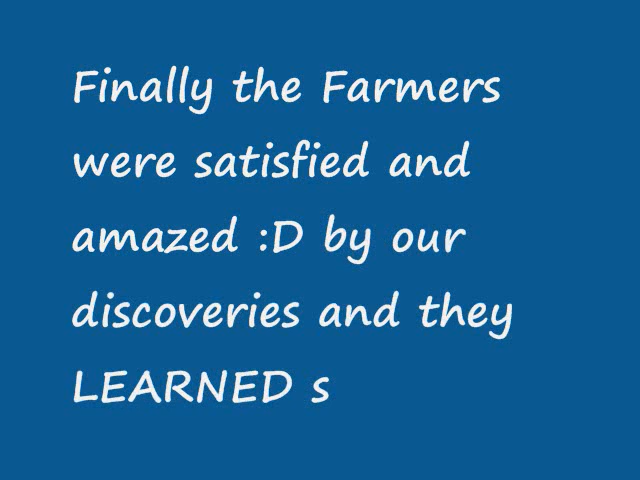 Finally the Farmers
were satisfied and
amazed :D by our
discoveries and they
LEARNED s